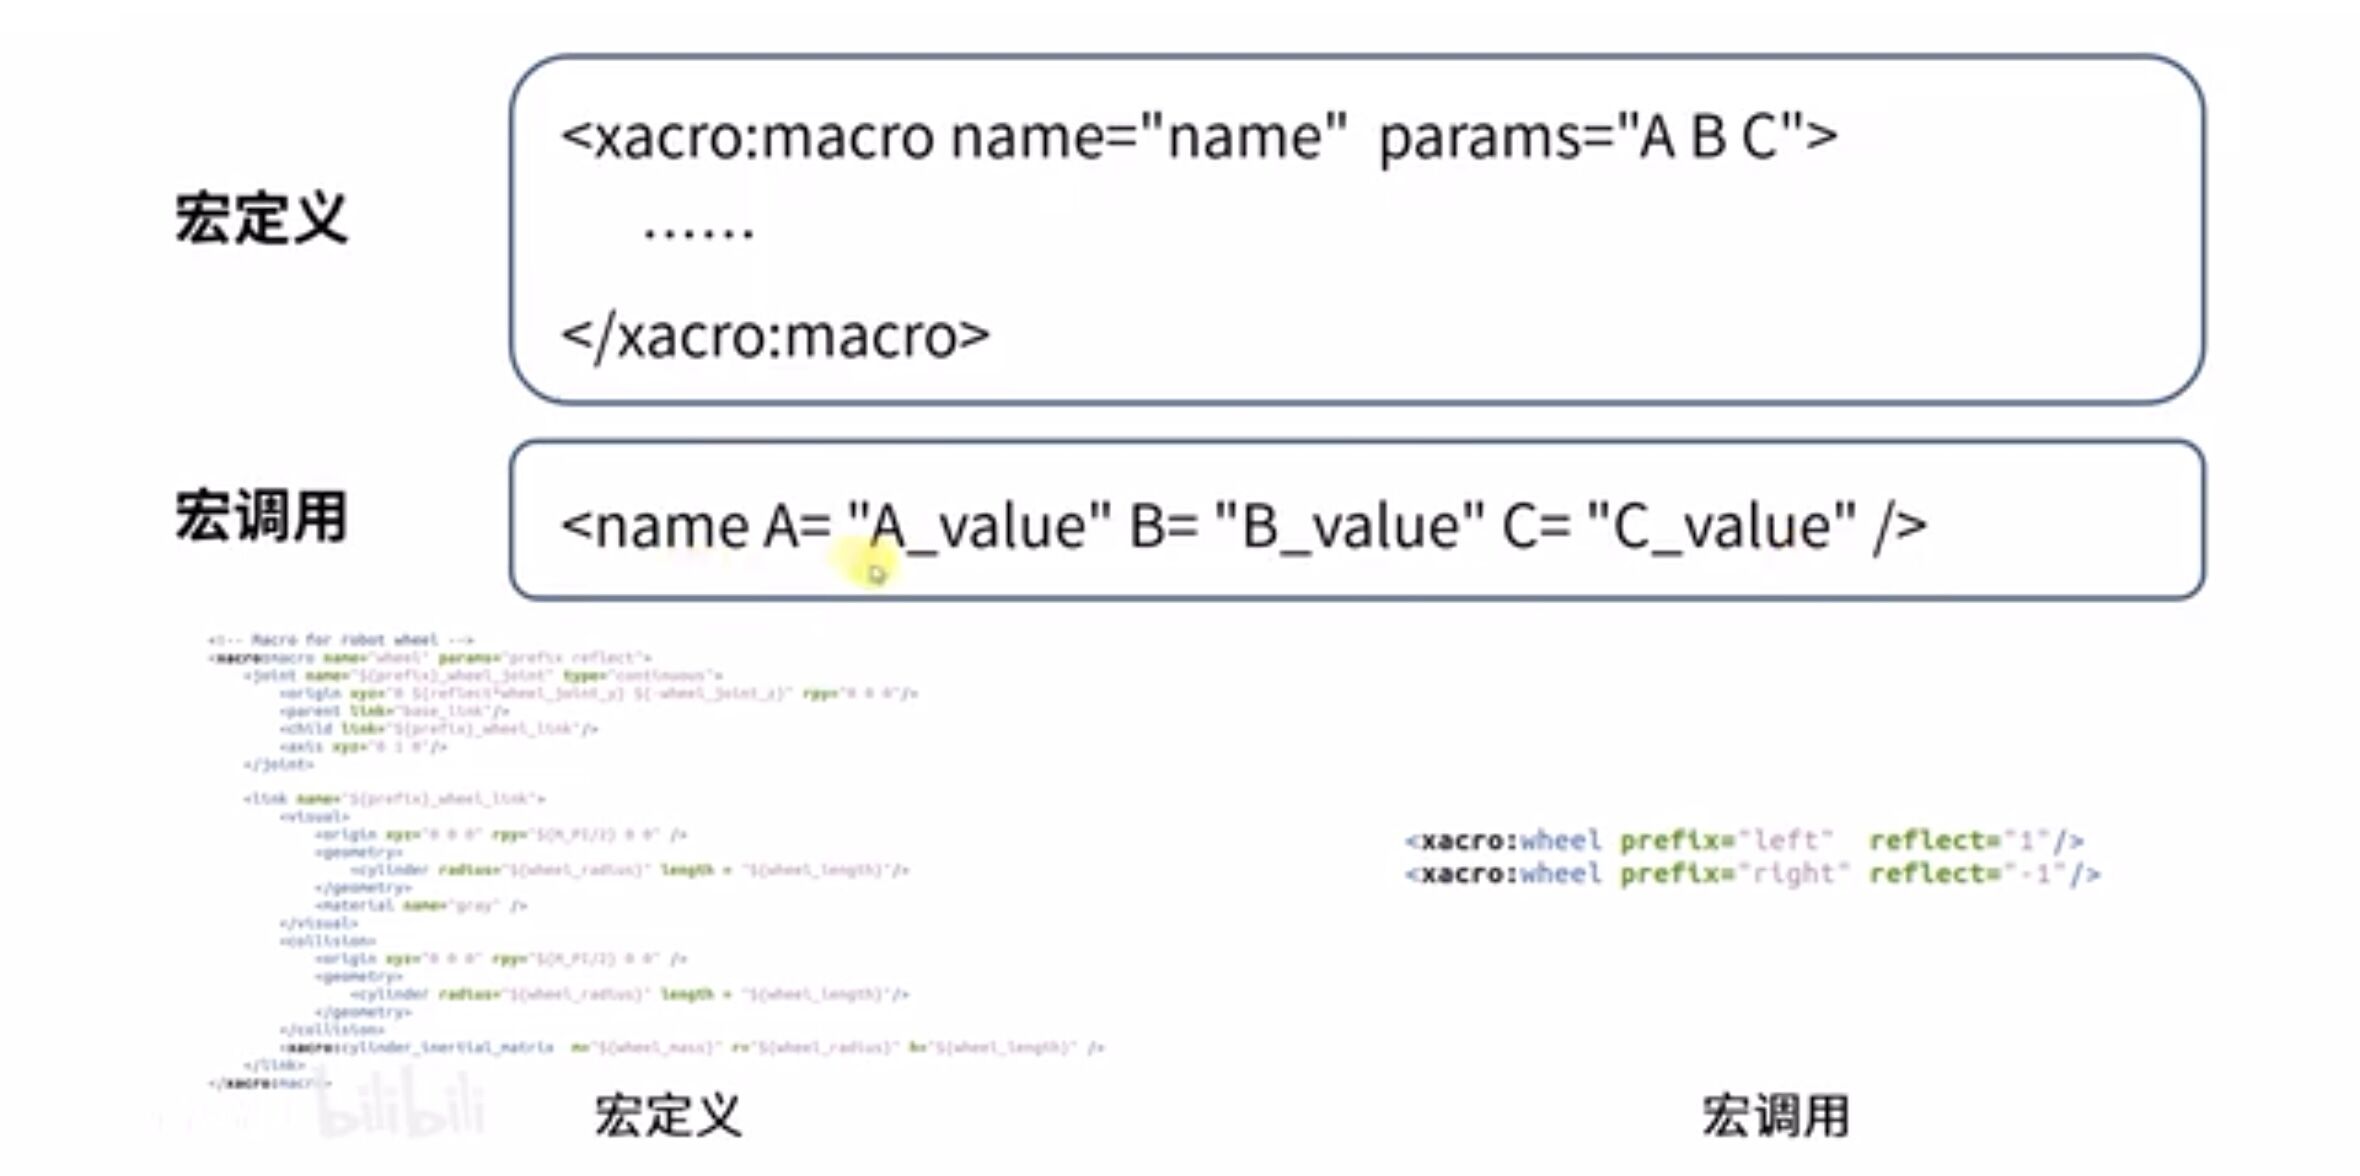 宏定义
<xacro:macro name="name" params="A B C">
......
</xacro:macro>
宏调用
<name A= "A_value" B= "B_value" C= "C_value" />
<!-- Macro for robot wheel -->
<xacro:macro name="wheel" params="prefix reflect">
<joint name="${prefix}_wheel_joint" type="continuous">
<origin xyz="0 ${reflect*wheel_joint_y} ${-wheel_joint_z}" rpy="0 0 0"/>
<parent link="base_link"/>
<child link="${prefix}_wheel_link"/>
<axis xyz="0 1 0"/>
</joint>
<link name="${prefix}_wheel_link">
<visual>
<origin xyz="0 0 0" rpy="${M_PI/2} 0 0" />
<geometry>
<cylinder radius="${wheel_radius}" length = "${wheel_length}"/>
</geometry>
<material name="gray" />
</visual>
<collision>
<origin xyz="0 0 0" rpy="${M_PI/2} 0 0" />
<geometry>
<cylinder radius="${wheel_radius}" length = "${wheel_length}"/>
</geometry>
</collision>
<xacro:cylinder_inertial_matrix m="${wheel_mass}" r="${wheel_radius}" h="${wheel_length}" />
</link>
</xacro:macro>
<xacro:wheel prefix="left" reflect="1"/>
<xacro:wheel prefix="right" reflect="-1"/>
bilibili
宏定义
宏调用